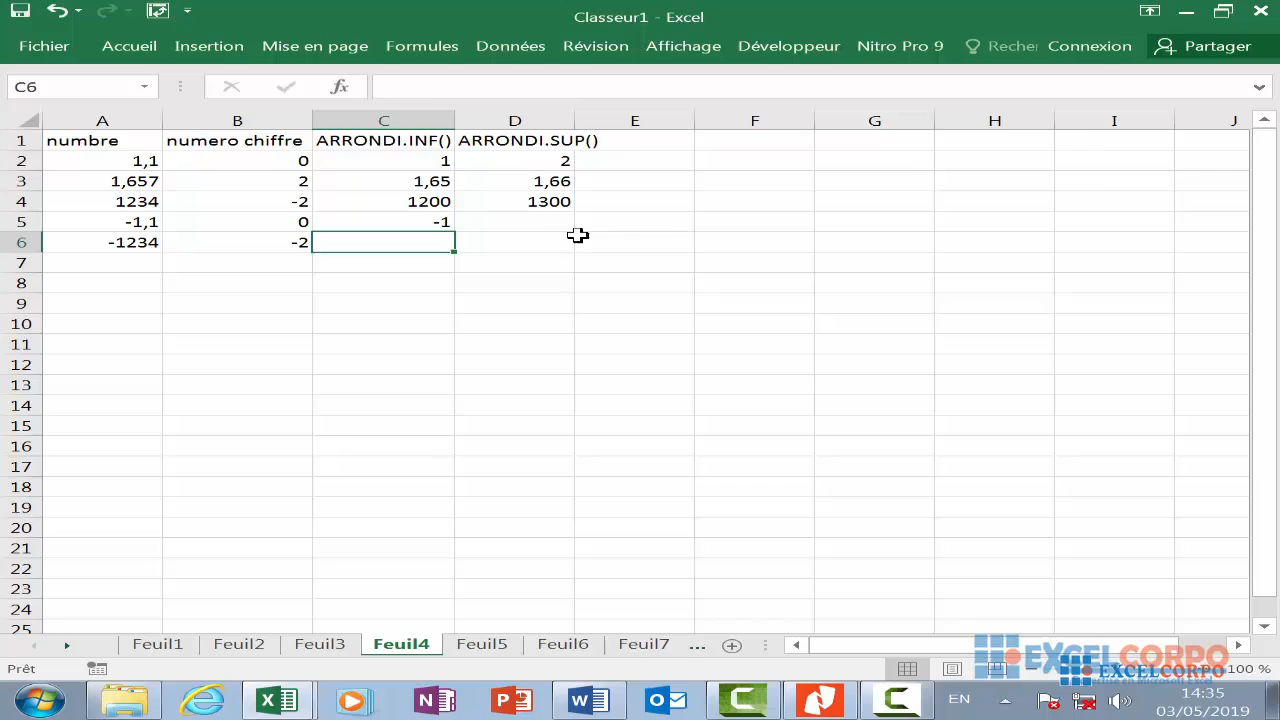 Classeur1 - Excel
Fichier Accueil Insertion Mise en page Formules Données Révision Affichage Développeur Nitro Pro 9 Recher Connexion Partager
C6 fx
A B C D E F G H I J
1 numbre numero chiffre ARRONDI.INF() ARRONDI.SUP()
2 1,1 0 1 2
3 1,657 2 1,65 1,66
4 1234 -2 1200 1300
5 -1,1 0 -1
6 -1234 -2
7
8
9
10
11
12
13
14
15
16
17
18
19
20
21
22
23
24
25
Feuil1 Feuil2 Feuil3 Feuil4 Feuil5 Feuil6 Feuil7 ...
EXCELCORPO
Prêt EXCELCORPO 100 %
EN 14:35
03/05/2019